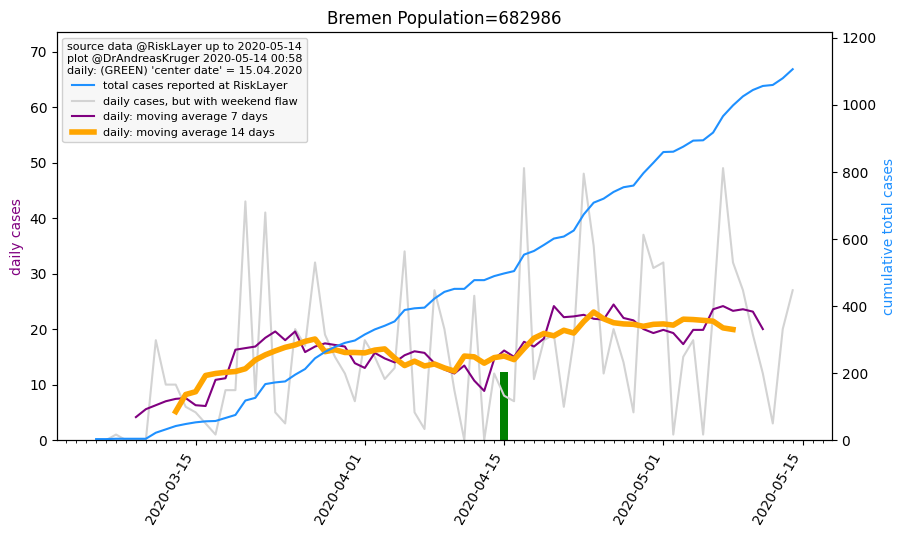 Bremen Population=682986
source data @RiskLayer up to 2020-05-14
plot @DrAndreasKruger 2020-05-14 00:58
daily: (GREEN) 'center date' = 15.04.2020
total cases reported at RiskLayer
daily cases, but with weekend flaw
daily: moving average 7 days
daily: moving average 14 days
daily cases
70
60
50
40
30
20
10
0
cumulative total cases
1200
1000
800
600
400
200
0
2020-03-15
2020-04-01
2020-04-15
2020-05-01
2020-05-15